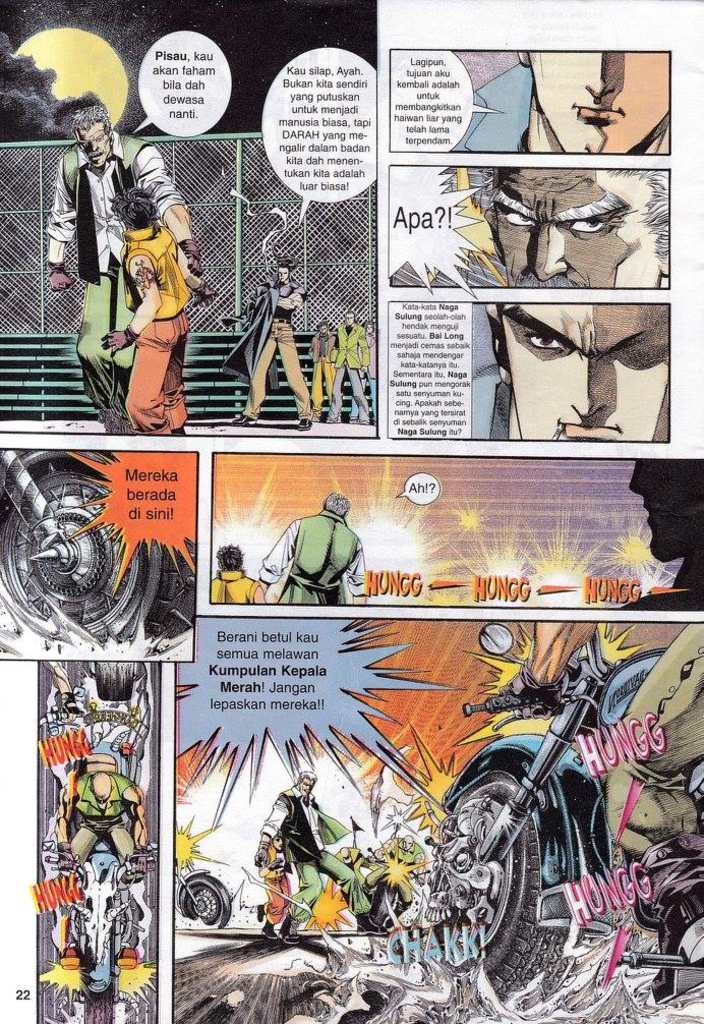 Pisau, kau
akan faham
bila dah
dewasa
nanti.
Kau silap, Ayah.
Bukan kita sendiri
yang putuskan
untuk menjadi
manusia biasa, tapi
DARAH yang me-
ngalir dalam badan
kita dah menen-
tukan kita adalah
luar biasa!
Lagipun,
tujuan aku
kembali adalah
untuk
membangkitkan
haiwan liar yang
telah lama
terpendam.
Apa?!
Kata-kata Naga
Sulung seolah-olah
hendak menguji
sesuatu. Bai Long
menjadi cemas sebaik
sahaja mendengar
kata-katanya itu.
Sementara itu, Naga
Sulung pun mengorak
satu senyuman ku-
cing. Apakah sebe-
narnya yang tersirat
di sebalik senyuman
Naga Sulung itu?
Mereka
berada
di sini!
Ah!?
HUNGG HUNGG HUNGG
Berani betul kau
semua melawan
Kumpulan Kepala
Merah! Jangan
lepaskan mereka!!
HUNGG
HUNGG
HUNGG
HUNGG
CHAKK!
22